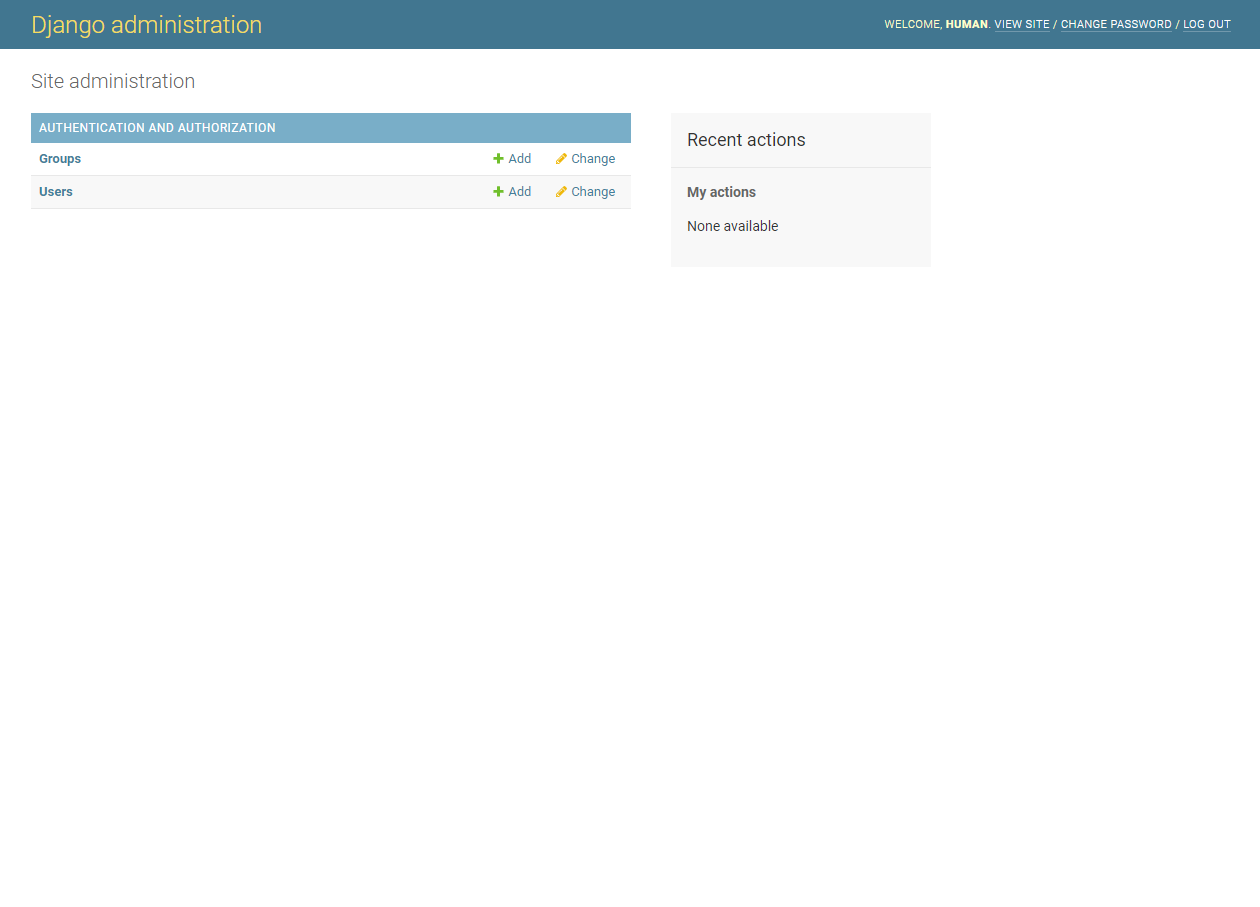 Django administration
WELCOME, HUMAN. VIEW SITE / CHANGE PASSWORD / LOG OUT
Site administration
AUTHENTICATION AND AUTHORIZATION
Groups Add Change
Users Add Change
Recent actions
My actions
None available